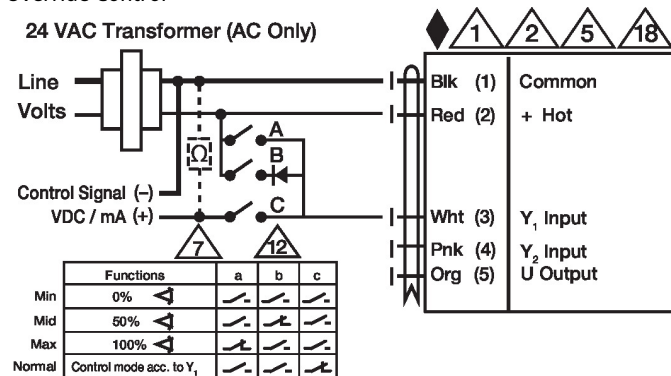 24 VAC Transformer (AC Only)
1 2 5 18
Line
Volts
Blk (1) Common
Red (2) + Hot
A
Ω
B
Control Signal (–)
VDC / mA (+)
C
Wht (3) Y₁ Input
Pnk (4) Y₂ Input
Org (5) U Output
7 12
Functions a b c
Min 0%
Mid 50%
Max 100%
Normal Control mode acc. to Y₁